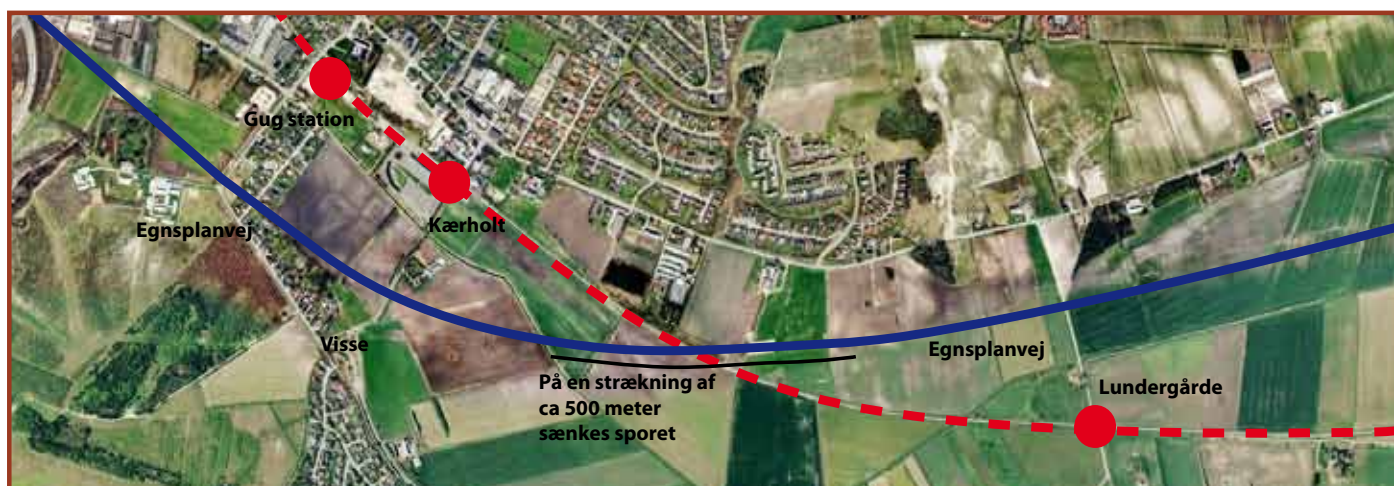 Gug station
Kærholt
Egnsplanvej
Visse
Egnsplanvej
På en strækning af
ca 500 meter
sænkes sporet
Lundergårde